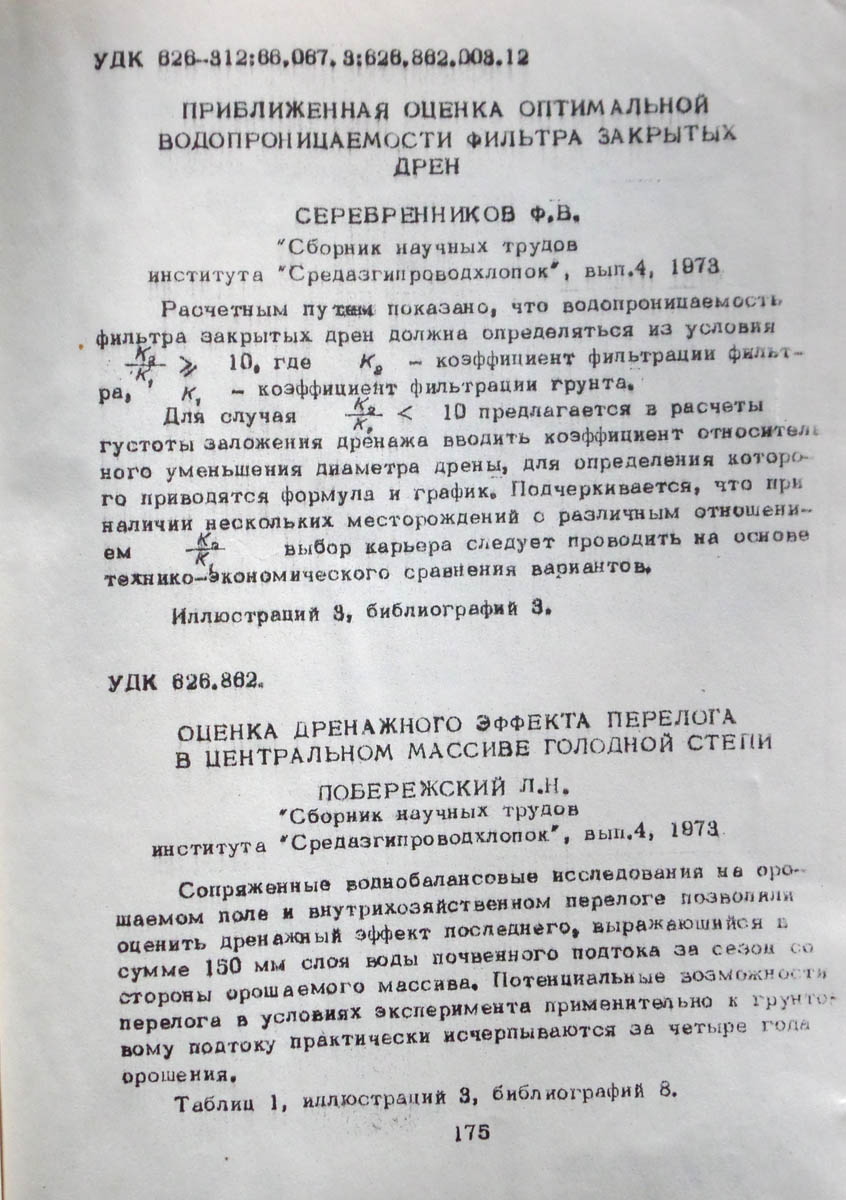 УДК 626-312:66.067.3:626.862.003.12
ПРИБЛИЖЕННАЯ ОЦЕНКА ОПТИМАЛЬНОЙ
ВОДОПРОНИЦАЕМОСТИ ФИЛЬТРА ЗАКРЫТЫХ
ДРЕН
СЕРЕБРЕННИКОВ Ф.В.
"Сборник научных трудов
института "Средазгипроводхлопок", вып.4, 1973
Расчетным путем показано, что водопроницаемость
фильтра закрытых дрен должна определяться из условия
K₂/K₁ ⩾ 10, где K₂ - коэффициент фильтрации фильт-
ра, K₁ - коэффициент фильтрации грунта.
Для случая K₂/K₁ < 10 предлагается в расчеты
густоты заложения дренажа вводить коэффициент относитель
ного уменьшения диаметра дрены, для определения которо-
го приводятся формула и график. Подчеркивается, что при
наличии нескольких месторождений с различным отношени-
ем K₂/K₁ выбор карьера следует проводить на основе
технико-экономического сравнения вариантов.
Иллюстраций 3, библиографий 3.
УДК 626.862.
ОЦЕНКА ДРЕНАЖНОГО ЭФФЕКТА ПЕРЕЛОГА
В ЦЕНТРАЛЬНОМ МАССИВЕ ГОЛОДНОЙ СТЕПИ
ПОБЕРЕЖСКИЙ Л.Н.
"Сборник научных трудов
института "Средазгипроводхлопок", вып.4, 1973
Сопряженные воднобалансовые исследования на оро-
шаемом поле и внутрихозяйственном перелоге позволили
оценить дренажный эффект последнего, выражающийся в
сумме 150 мм слоя воды почвенного подтока за сезон со
стороны орошаемого массива. Потенциальные возможности
перелога в условиях эксперимента применительно к грунто-
вому подтоку практически исчерпываются за четыре года
орошения.
Таблиц 1, иллюстраций 3, библиографий 8.
175